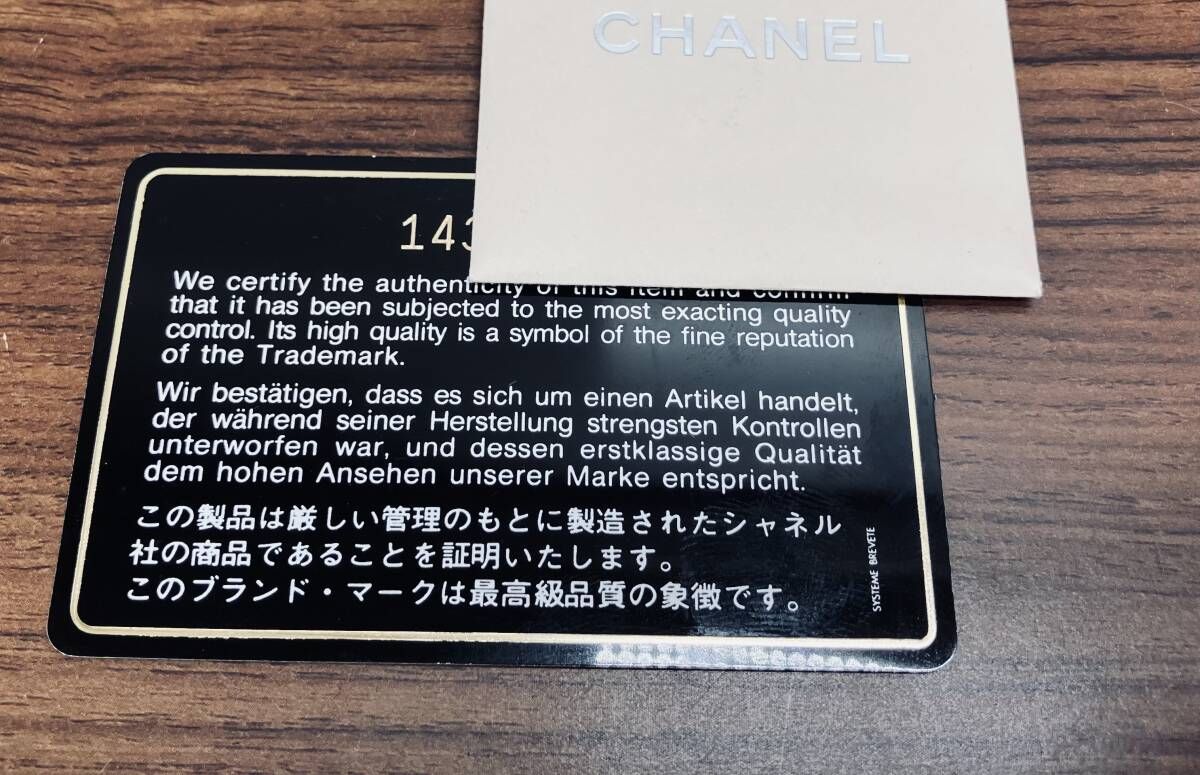 CHANEL
143
We certify the authenticity of this item and confirm
that it has been subjected to the most exacting quality
control. Its high quality is a symbol of the fine reputation
of the Trademark.
Wir bestätigen, dass es sich um einen Artikel handelt,
der während seiner Herstellung strengsten Kontrollen
unterworfen war, und dessen erstklassige Qualität
dem hohen Ansehen unserer Marke entspricht.
この製品は厳しい管理のもとに製造されたシャネル
社の商品であることを証明いたします。
このブランド・マークは最高級品質の象徴です。
SYSTEME BREVETE